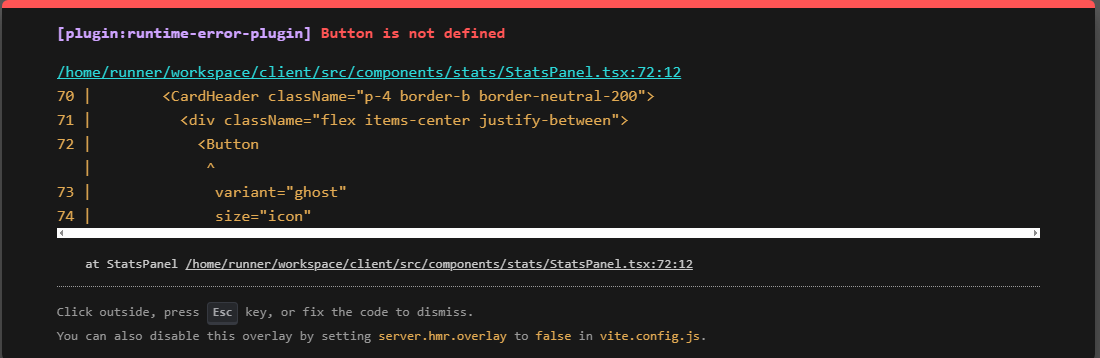 [plugin:runtime-error-plugin] Button is not defined
/home/runner/workspace/client/src/components/stats/StatsPanel.tsx:72:12
70 |        <CardHeader className="p-4 border-b border-neutral-200">
71 |          <div className="flex items-center justify-between">
72 |            <Button
   |             ^
73 |              variant="ghost"
74 |              size="icon"
at StatsPanel /home/runner/workspace/client/src/components/stats/StatsPanel.tsx:72:12
Click outside, press Esc key, or fix the code to dismiss.
You can also disable this overlay by setting server.hmr.overlay to false in vite.config.js.